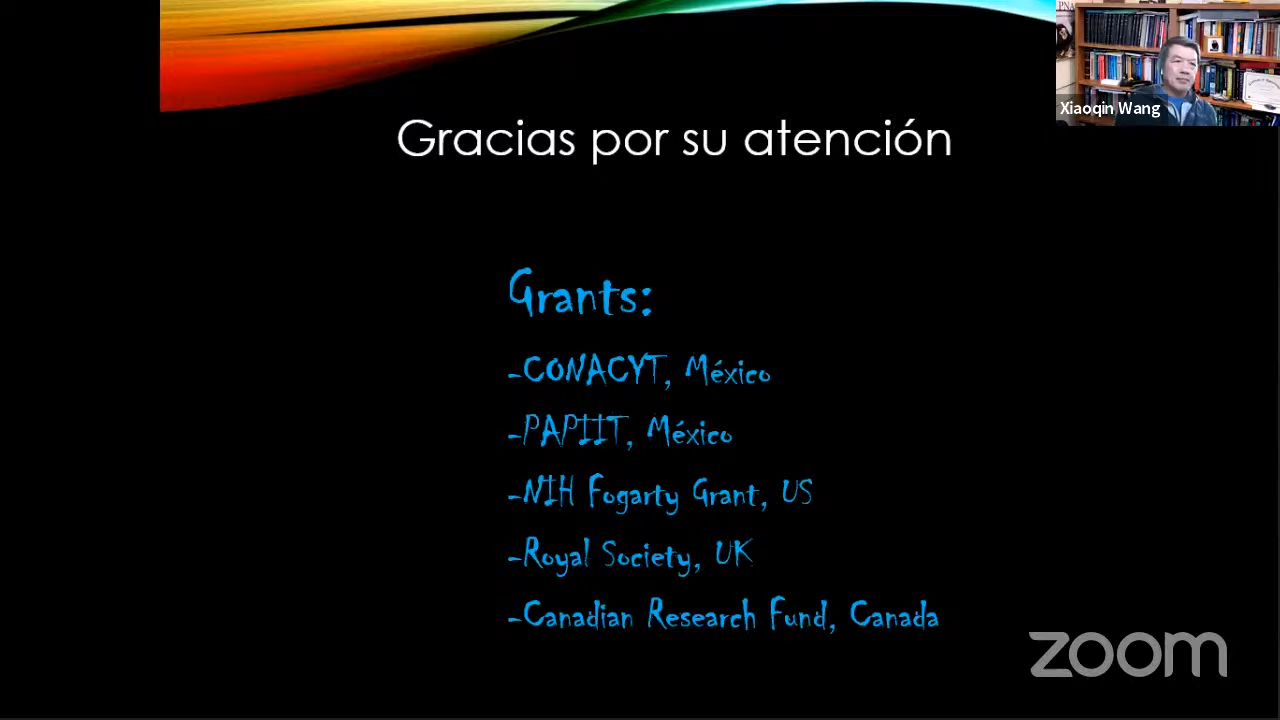 Gracias por su atención
Grants:
-CONACYT, México
-PAPIIT, México
-NIH Fogarty Grant, US
-Royal Society, UK
-Canadian Research Fund, Canada
Xiaoqin Wang
zoom